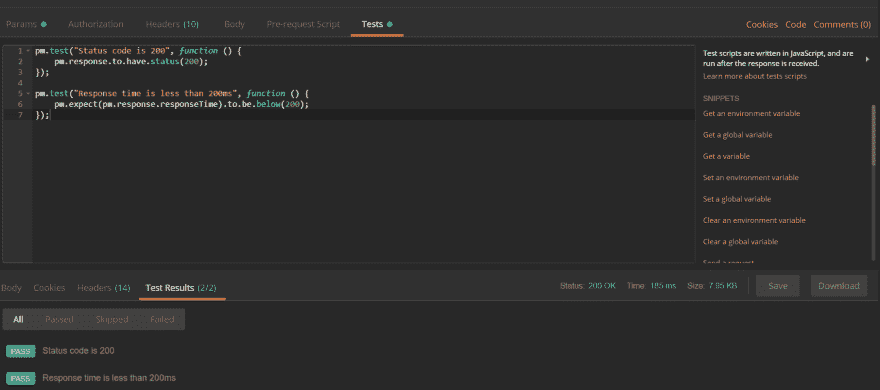 Params Authorization Headers (10) Body Pre-request Script Tests Cookies Code Comments (0)
1 pm.test("Status code is 200", function () {
2 pm.response.to.have.status(200);
3 });
4
5 pm.test("Response time is less than 200ms", function () {
6 pm.expect(pm.response.responseTime).to.be.below(200);
7 });
Test scripts are written in JavaScript, and are
run after the response is received.
Learn more about tests scripts
SNIPPETS
Get an environment variable
Get a global variable
Get a variable
Set an environment variable
Set a global variable
Clear an environment variable
Clear a global variable
Send a request
Body Cookies Headers (14) Test Results (2/2) Status: 200 OK Time: 185 ms Size: 7.95 KB Save Download
All Passed Skipped Failed
PASS Status code is 200
PASS Response time is less than 200ms